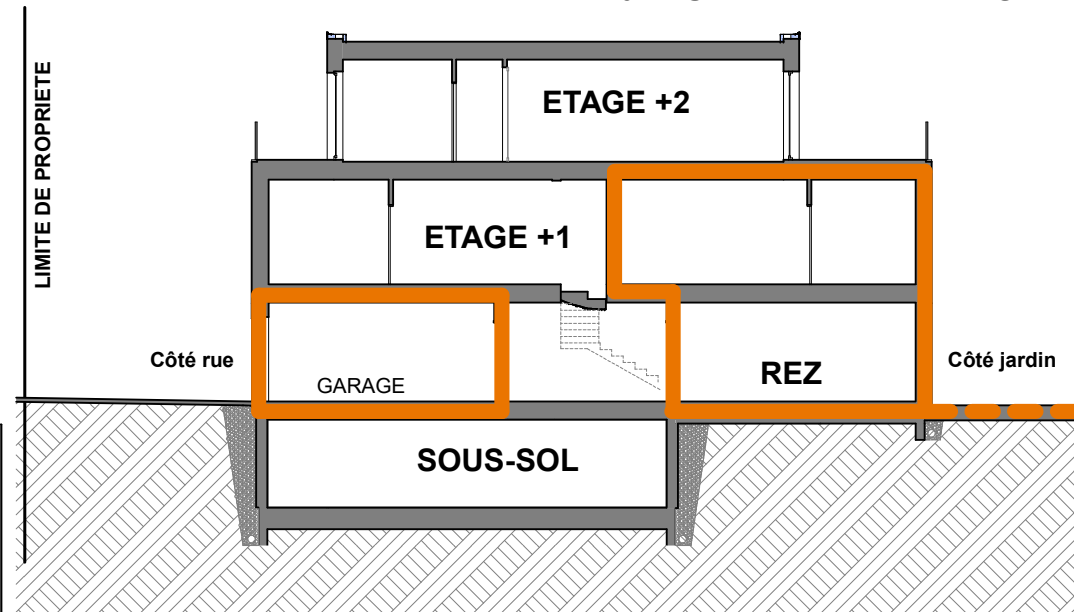 ETAGE +2
LIMITE DE PROPRIETE
ETAGE +1
Côté rue
GARAGE
REZ
Côté jardin
SOUS-SOL